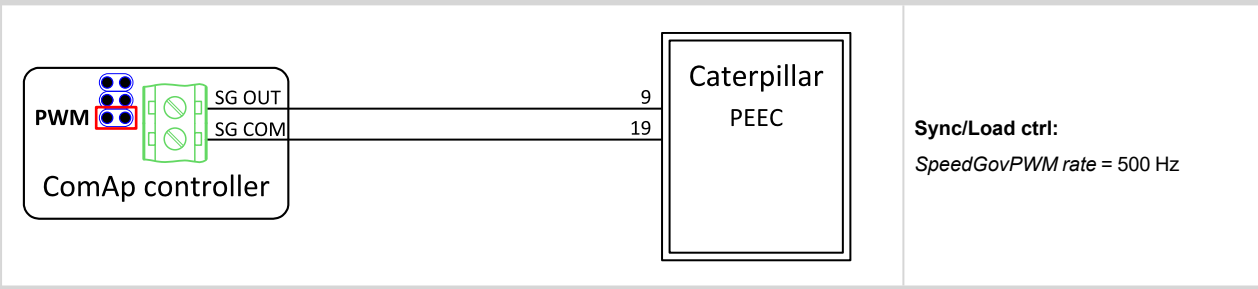 PWM
SG OUT
SG COM
ComAp controller
9
19
Caterpillar
PEEC
Sync/Load ctrl:
SpeedGovPWM rate = 500 Hz